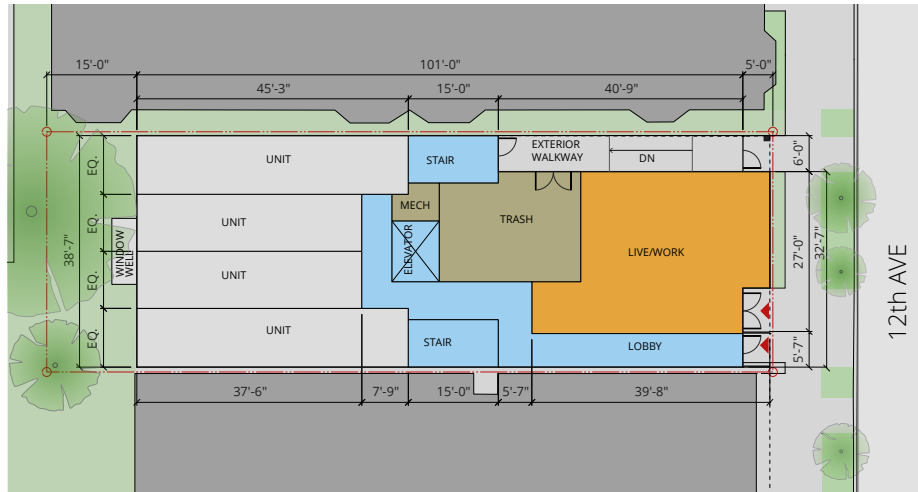 15'-0"
101'-0"
5'-0"
45'-3"
15'-0"
40'-9"
EQ.
EQ.
EQ.
EQ.
38'-7"
WINDOW
WELL
UNIT
UNIT
UNIT
UNIT
STAIR
MECH
ELEVATOR
TRASH
EXTERIOR
WALKWAY
DN
LIVE/WORK
STAIR
LOBBY
6'-0"
27'-0"
32'-7"
5'-7"
12th AVE
37'-6"
7'-9"
15'-0"
5'-7"
39'-8"